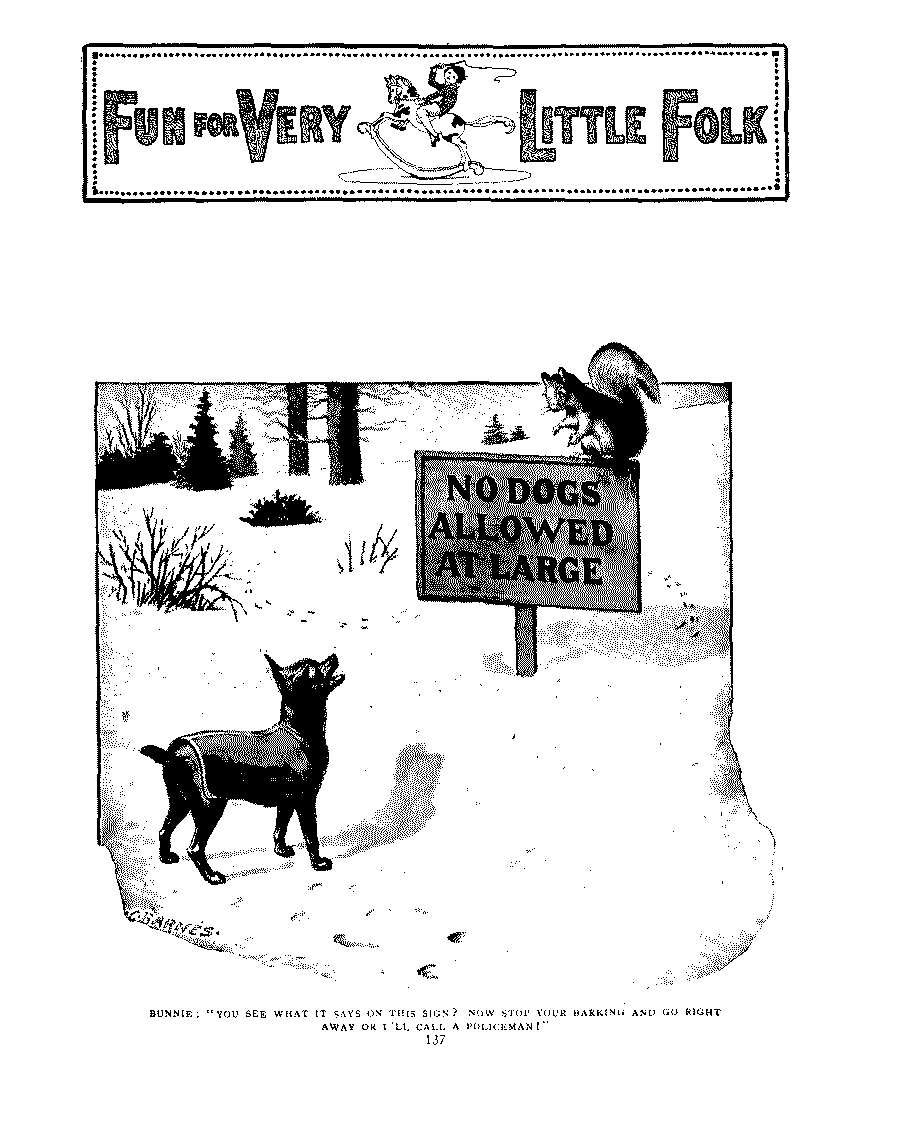 FUN FOR VERY LITTLE FOLK
NO DOGS
ALLOWED
AT LARGE
C BARNES.
BUNNIE: "YOU SEE WHAT IT SAYS ON THIS SIGN? NOW STOP YOUR BARKING AND GO RIGHT
AWAY OR I'LL CALL A POLICEMAN!"
137